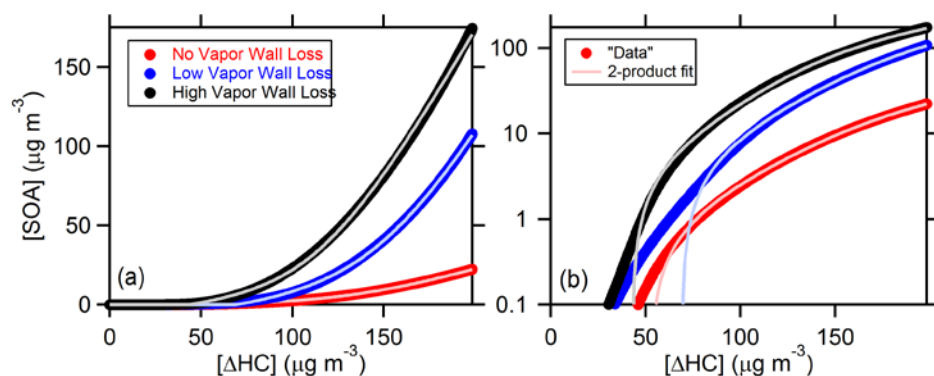 [SOA] (μg m⁻³)
150
100
50
0
No Vapor Wall Loss
Low Vapor Wall Loss
High Vapor Wall Loss
(a)
0
50
100
150
[ΔHC] (μg m⁻³)
100
10
1
0.1
"Data"
2-product fit
(b)
0
50
100
150
[ΔHC] (μg m⁻³)